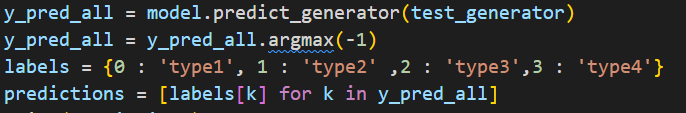 y_pred_all = model.predict_generator(test_generator)
y_pred_all = y_pred_all.argmax(-1)
labels = {0 : 'type1', 1 : 'type2' ,2 : 'type3',3 : 'type4'}
predictions = [labels[k] for k in y_pred_all]